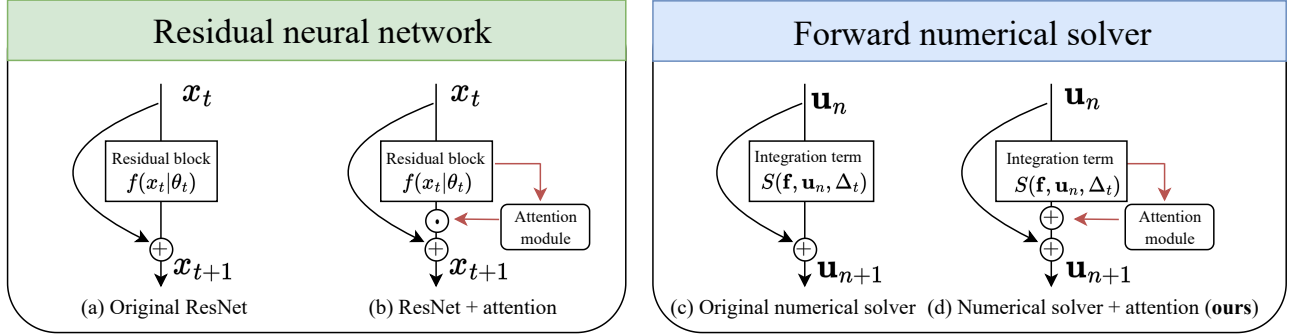 Residual neural network
x_t
Residual block
f(x_t|θ_t)
+
x_{t+1}
(a) Original ResNet
x_t
Residual block
f(x_t|θ_t)
Attention
module
+
x_{t+1}
(b) ResNet + attention
Forward numerical solver
u_n
Integration term
S(f, u_n, Δ_t)
+
u_{n+1}
(c) Original numerical solver
u_n
Integration term
S(f, u_n, Δ_t)
+
Attention
module
+
u_{n+1}
(d) Numerical solver + attention (ours)